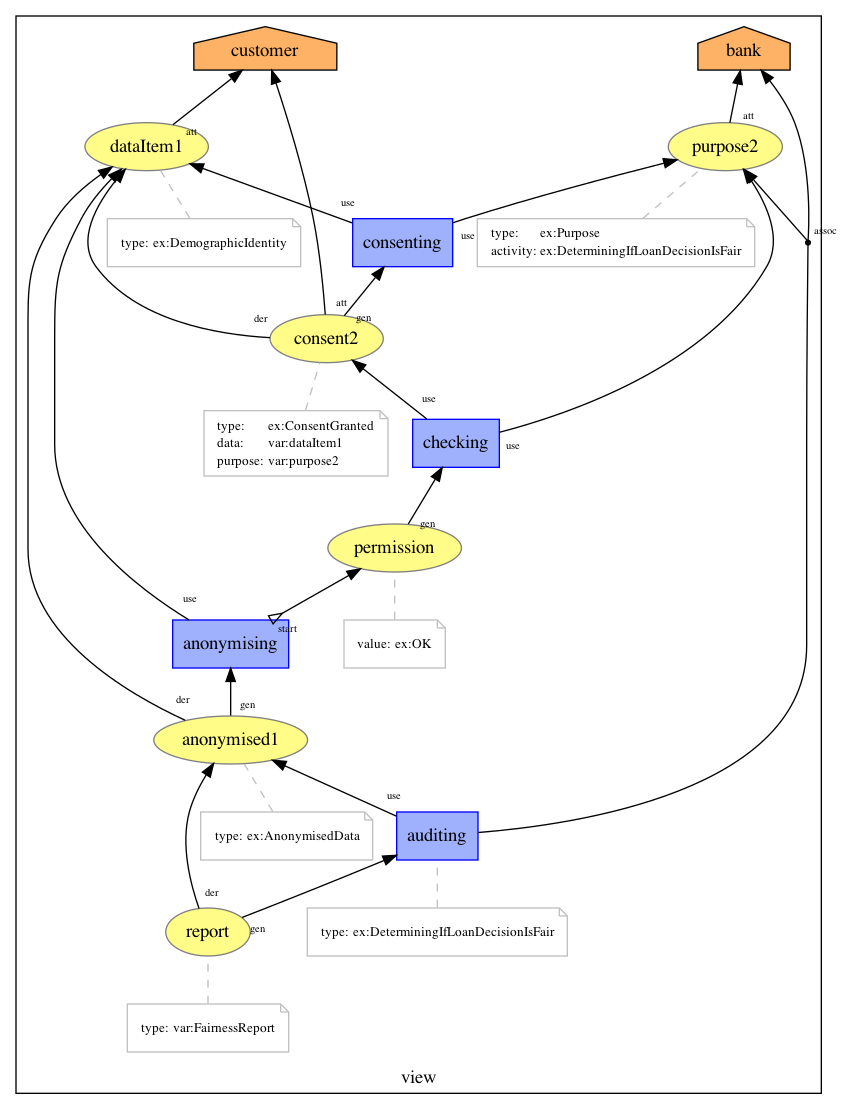 customer
bank
att
att
dataItem1
purpose2
use
use
assoc
type: ex:DemographicIdentity
consenting
type: ex:Purpose
activity: ex:DeterminingIfLoanDecisionIsFair
att
der
gen
consent2
use
type: ex:ConsentGranted
data: var:dataItem1
purpose: var:purpose2
checking
use
gen
permission
use
start
anonymising
value: ex:OK
der
gen
anonymised1
use
type: ex:AnonymisedData
auditing
der
gen
report
type: ex:DeterminingIfLoanDecisionIsFair
type: var:FairnessReport
view